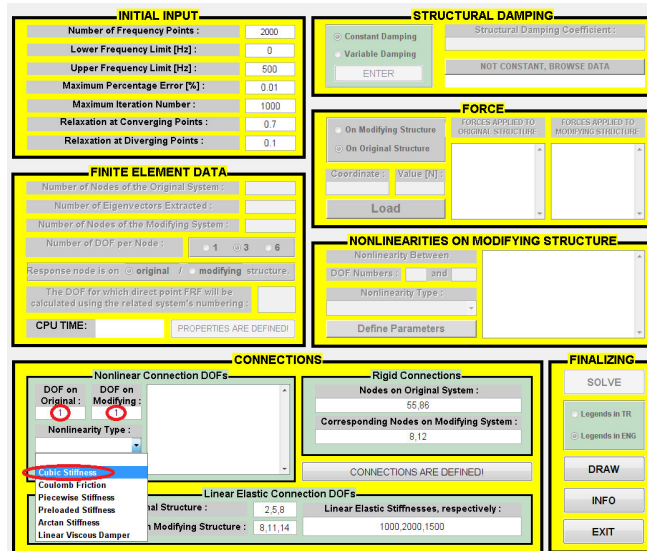 INITIAL INPUT
Number of Frequency Points : 2000
Lower Frequency Limit [Hz] : 0
Upper Frequency Limit [Hz] : 500
Maximum Percentage Error [%] : 0.01
Maximum Iteration Number : 1000
Relaxation at Converging Points : 0.7
Relaxation at Diverging Points : 0.1
STRUCTURAL DAMPING
Constant Damping
Variable Damping
ENTER
Structural Damping Coefficient :
NOT CONSTANT, BROWSE DATA
FORCE
On Modifying Structure
On Original Structure
Coordinate : Value [N] :
Load
FORCES APPLIED TO
ORIGINAL STRUCTURE
FORCES APPLIED TO
MODIFYING STRUCTURE
FINITE ELEMENT DATA
Number of Nodes of the Original System :
Number of Eigenvectors Extracted :
Number of Nodes of the Modifying System :
Number of DOF per Node : 1 3 6
Response node is on original / modifying structure.
The DOF for which direct point FRF will be
calculated using the related system's numbering :
CPU TIME: PROPERTIES ARE DEFINED!
NONLINEARITIES ON MODIFYING STRUCTURE
Nonlinearity Between
DOF Numbers : and
Nonlinearity Type :
Define Parameters
CONNECTIONS
Nonlinear Connection DOFs
DOF on
Original :
DOF on
Modifying :
1 1
Nonlinearity Type :
Cubic Stiffness
Coulomb Friction
Piecewise Stiffness
Preloaded Stiffness
Arctan Stiffness
Linear Viscous Damper
Rigid Connections
Nodes on Original System :
55,86
Corresponding Nodes on Modifying System :
8,12
CONNECTIONS ARE DEFINED!
Linear Elastic Connection DOFs
nal Structure : 2,5,8
n Modifying Structure : 8,11,14
Linear Elastic Stiffnesses, respectively :
1000,2000,1500
FINALIZING
SOLVE
Legends in TR
Legends in ENG
DRAW
INFO
EXIT